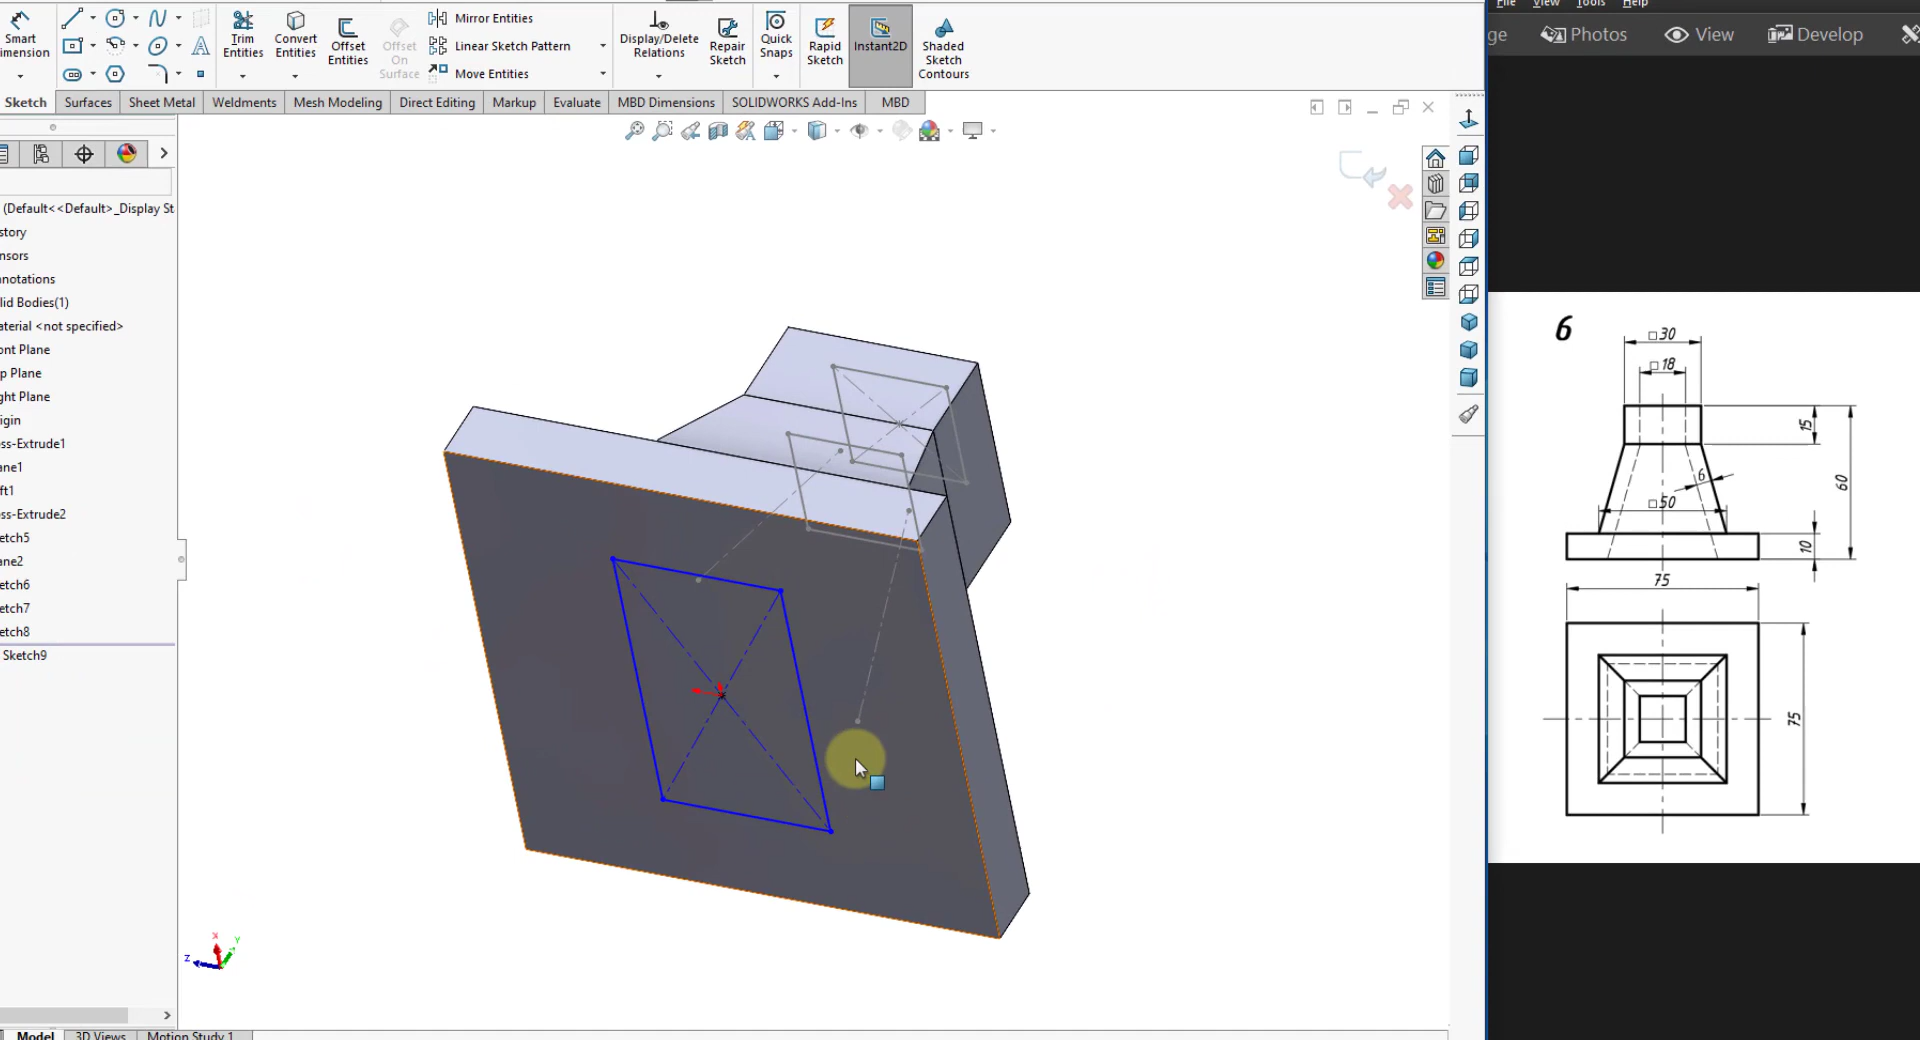 Smart
imension
Trim
Entities
Convert
Entities
Offset
Entities
Offset
On
Surface
Mirror Entities
Linear Sketch Pattern
Move Entities
Display/Delete
Relations
Repair
Sketch
Quick
Snaps
Rapid
Sketch
Instant2D
Shaded
Sketch
Contours
Sketch
Surfaces
Sheet Metal
Weldments
Mesh Modeling
Direct Editing
Markup
Evaluate
MBD Dimensions
SOLIDWORKS Add-Ins
MBD
(Default<<Default>_Display St
story
nsors
notations
lid Bodies(1)
aterial <not specified>
ont Plane
p Plane
ght Plane
igin
ss-Extrude1
ane1
ft1
ss-Extrude2
etch5
ane2
etch6
etch7
etch8
Sketch9
x
Y
Z
Model
3D Views
Motion Study 1
File View Tools Help
ge
Photos
View
Develop
6
□30
□18
15
6
60
□50
10
75
75